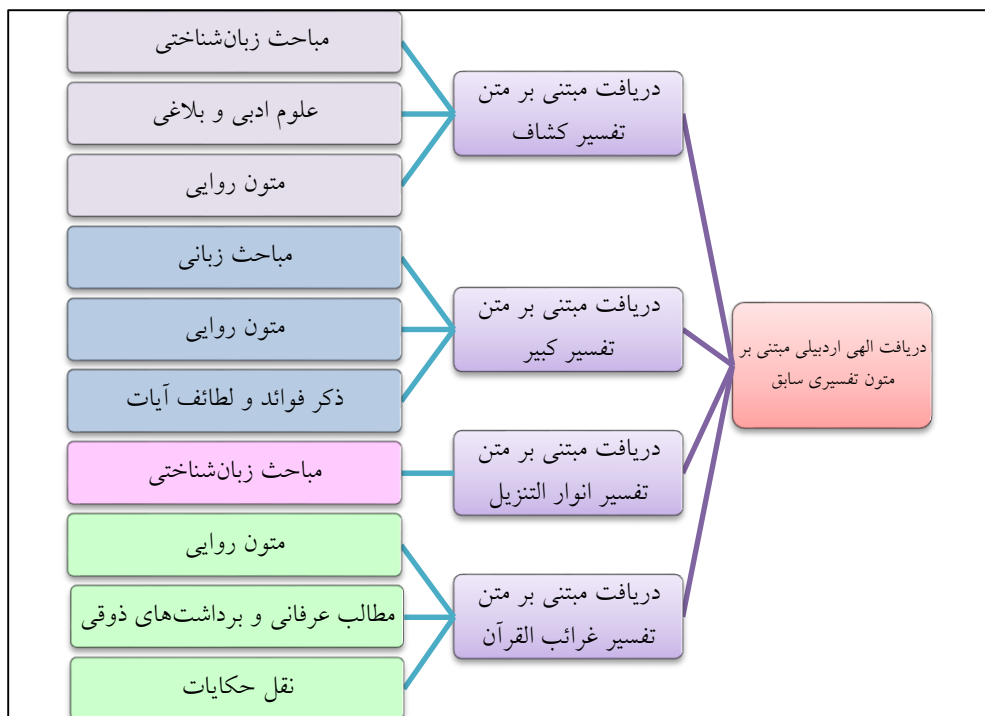 دریافت الهی اردبیلی مبتنی بر
متون تفسیری سابق
دریافت مبتنی بر متن
تفسیر کشاف
مباحث زبان‌شناختی
علوم ادبی و بلاغی
متون روایی
دریافت مبتنی بر متن
تفسیر کبیر
مباحث زبانی
متون روایی
ذکر فوائد و لطائف آیات
دریافت مبتنی بر متن
تفسیر انوار التنزیل
مباحث زبان‌شناختی
دریافت مبتنی بر متن
تفسیر غرائب القرآن
متون روایی
مطالب عرفانی و برداشت‌های ذوقی
نقل حکایات